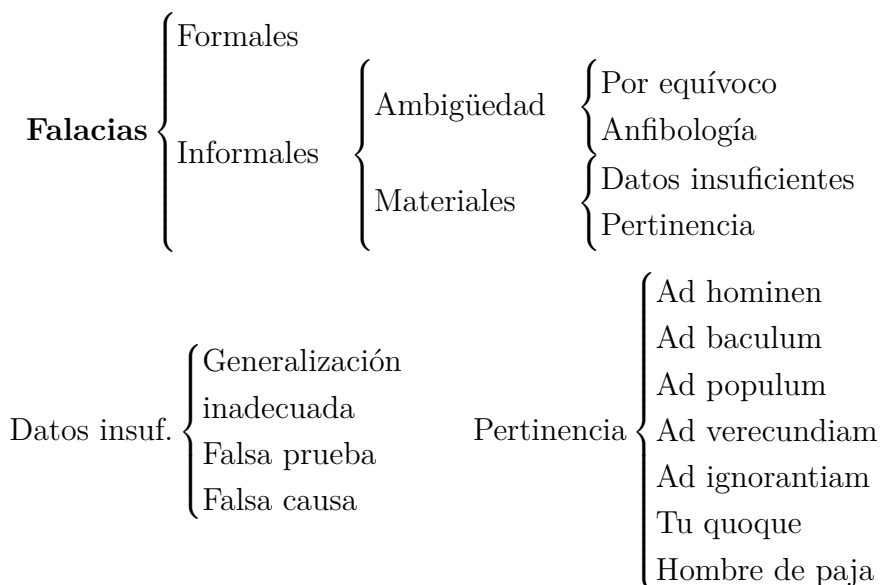 Falacias
Formales
Informales
Ambigüedad
Por equívoco
Anfibología
Materiales
Datos insuficientes
Pertinencia
Datos insuf.
Generalización
inadecuada
Falsa prueba
Falsa causa
Pertinencia
Ad hominen
Ad baculum
Ad populum
Ad verecundiam
Ad ignorantiam
Tu quoque
Hombre de paja